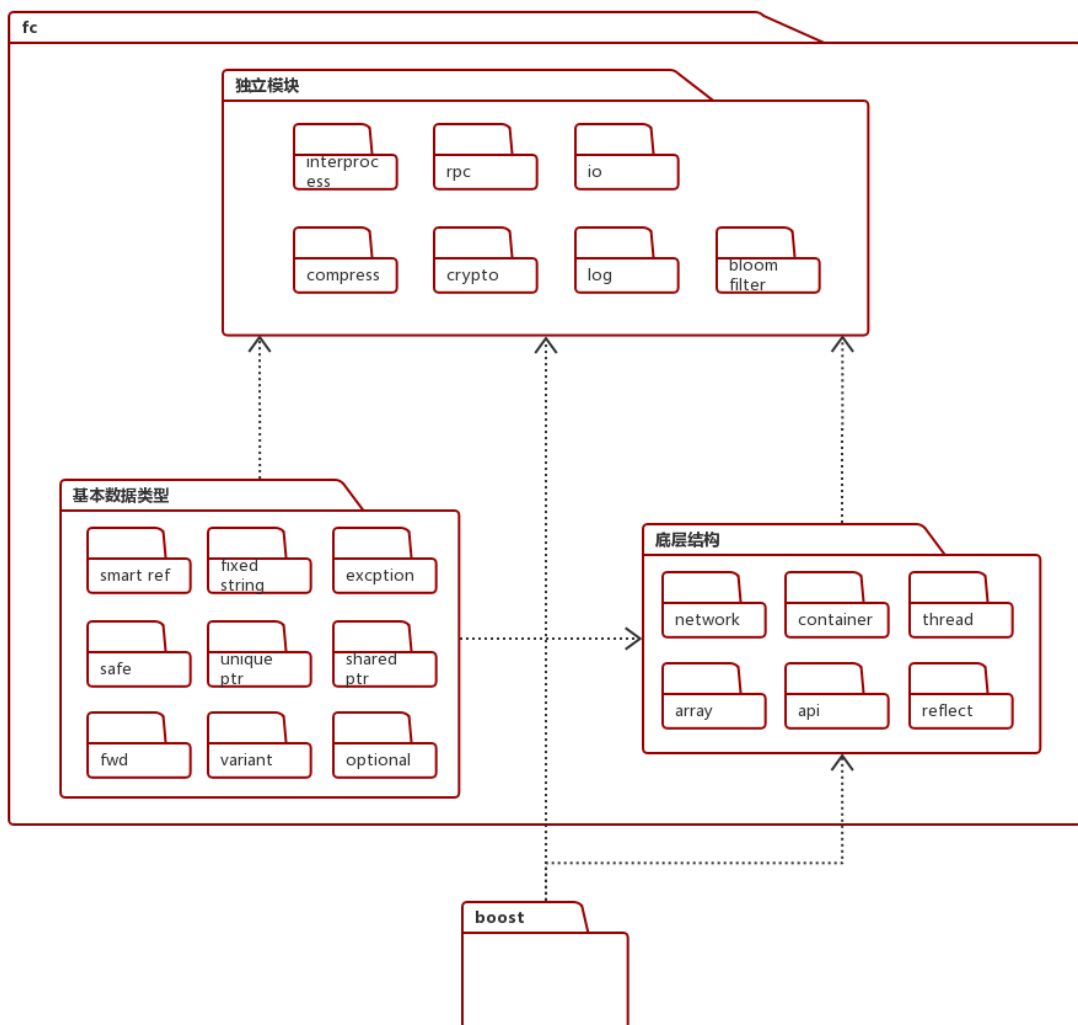 fc
独立模块
interproc
ess
rpc
io
compress
crypto
log
bloom
filter
基本数据类型
smart ref
fixed
string
excption
safe
unique
ptr
shared
ptr
fwd
variant
optional
底层结构
network
container
thread
array
api
reflect
boost